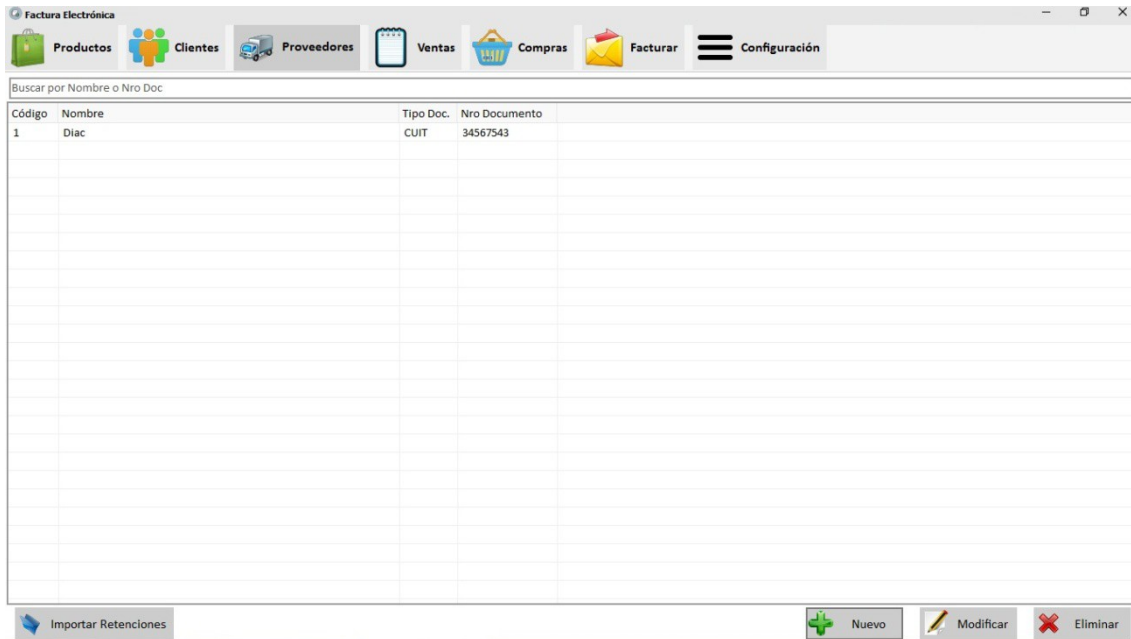 Factura Electrónica
Productos Clientes Proveedores Ventas Compras Facturar Configuración
Buscar por Nombre o Nro Doc
Código Nombre Tipo Doc. Nro Documento
1 Diac CUIT 34567543
Importar Retenciones Nuevo Modificar Eliminar